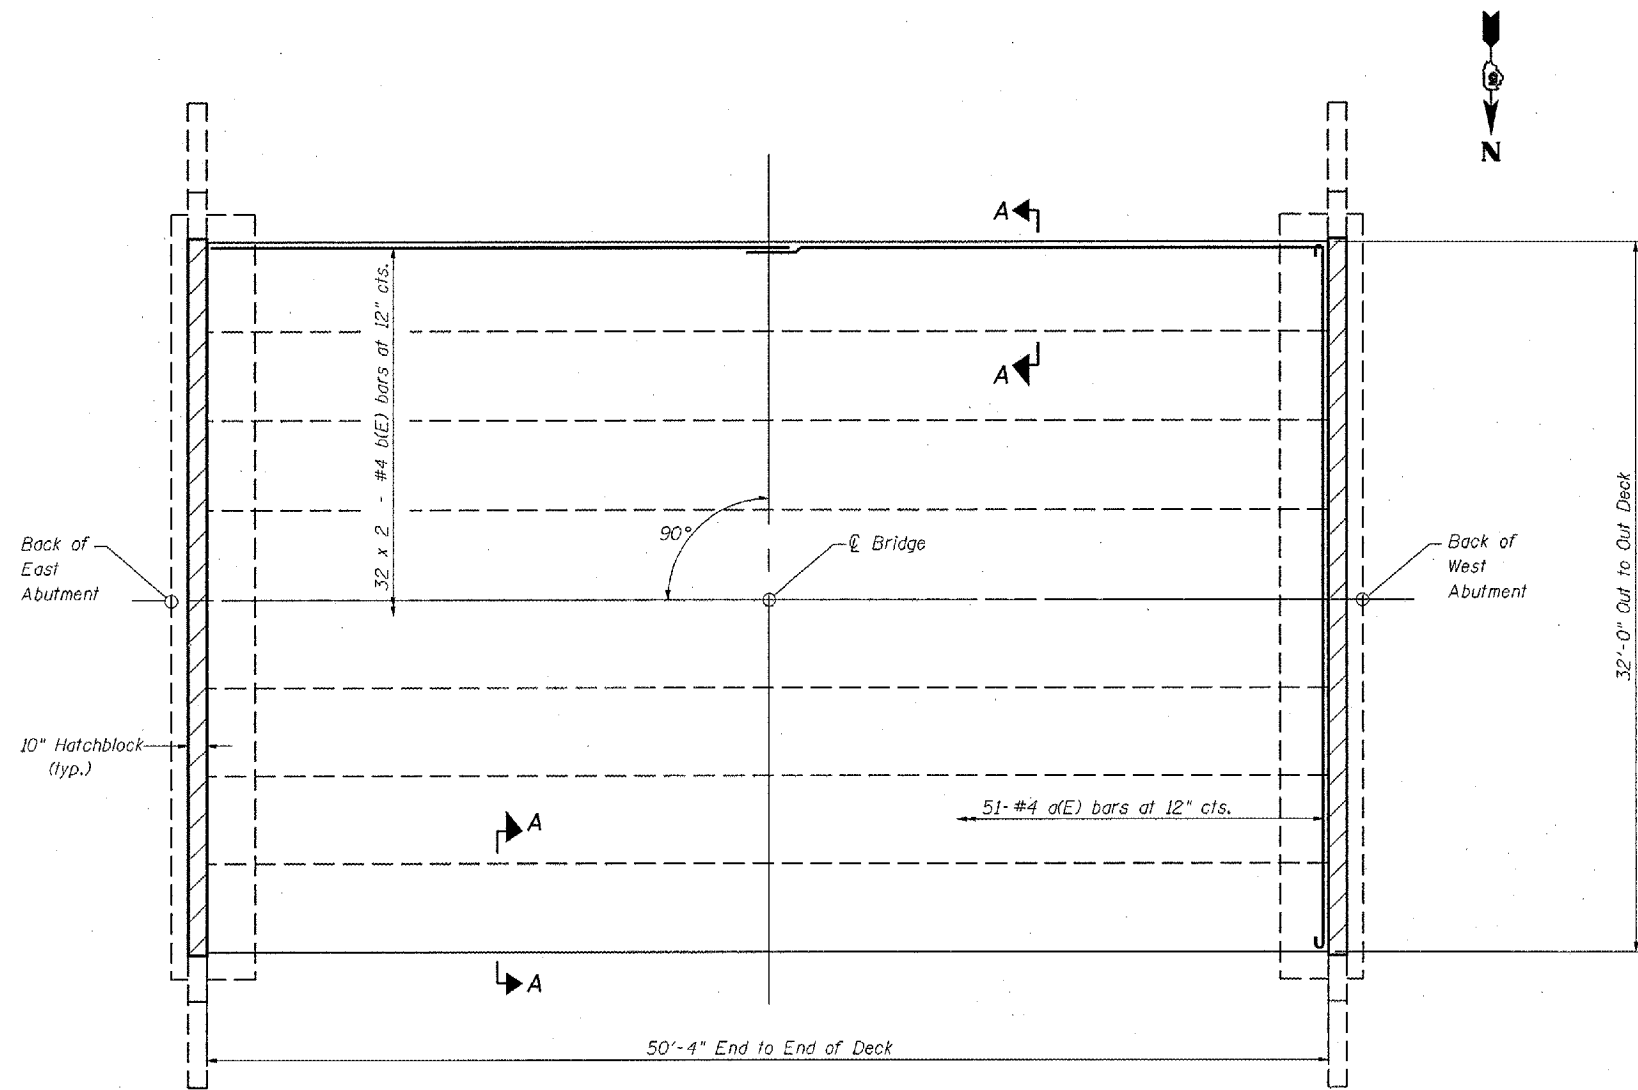 N
A
32 x 2 - #4 b(E) bars at 12" cts.
A
90°
℄ Bridge
Back of
East
Abutment
Back of
West
Abutment
32'-0" Out to Out Deck
10" Hatchblock
(typ.)
51-#4 a(E) bars at 12" cts.
A
A
50'-4" End to End of Deck